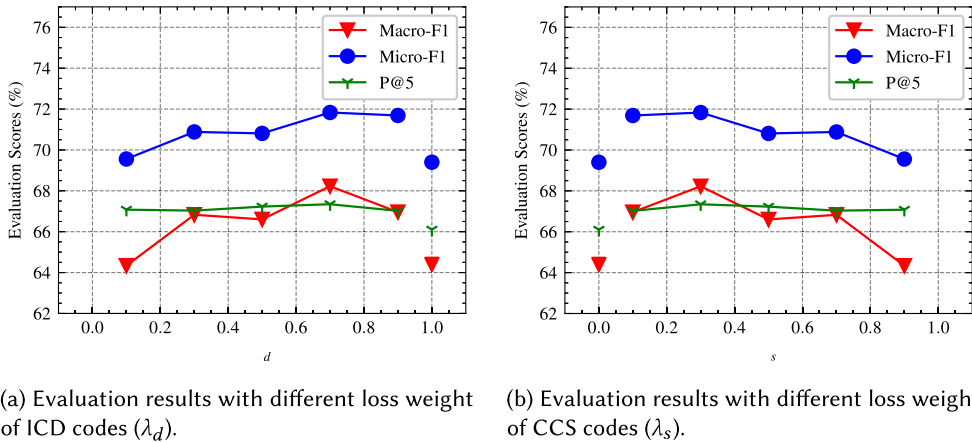 76
74
72
70
68
66
64
62
Evaluation Scores (%)
Macro-F1
Micro-F1
P@5
0.0 0.2 0.4 0.6 0.8 1.0
d
(a) Evaluation results with different loss weight
of ICD codes (λd).
76
74
72
70
68
66
64
62
Evaluation Scores (%)
Macro-F1
Micro-F1
P@5
0.0 0.2 0.4 0.6 0.8 1.0
s
(b) Evaluation results with different loss weigh
of CCS codes (λs).